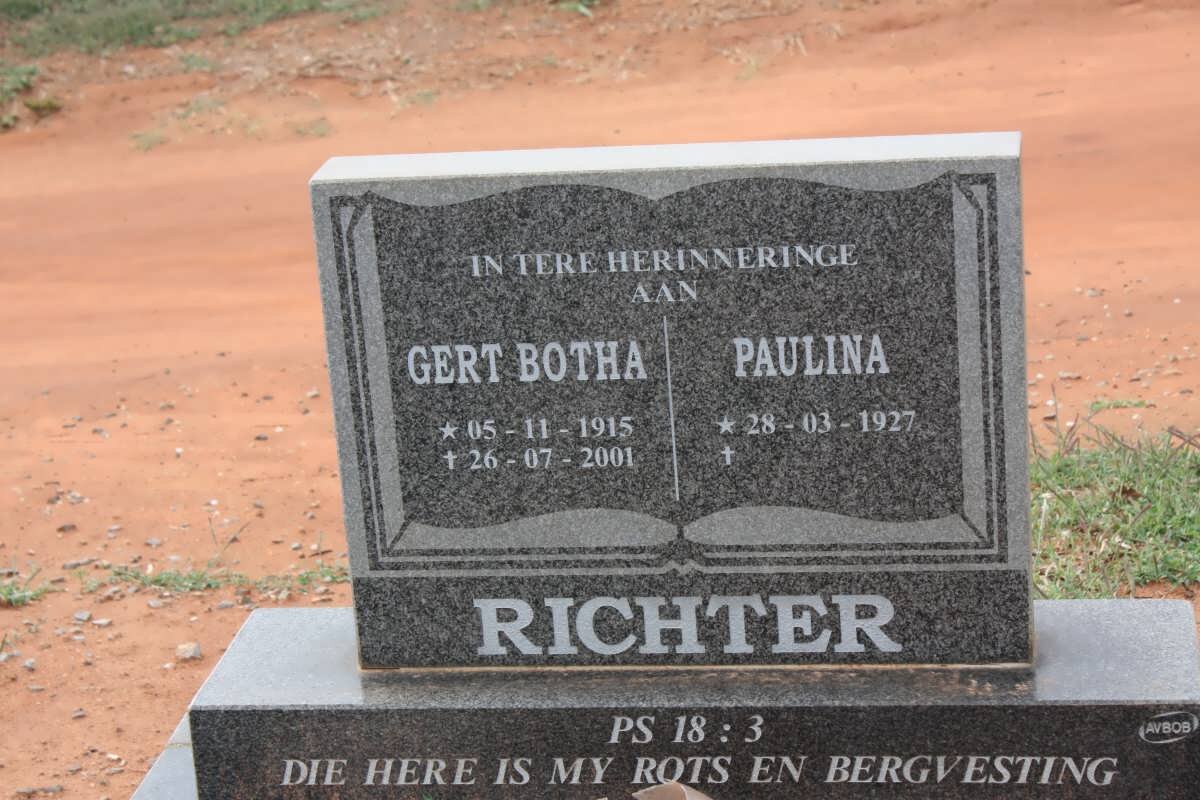 IN TERE HERINNERINGE
AAN
GERT BOTHA
★ 05 - 11 - 1915
✝ 26 - 07 - 2001
PAULINA
★ 28 - 03 - 1927
✝
RICHTER
PS 18 : 3
DIE HERE IS MY ROTS EN BERGVESTING
AVBOB